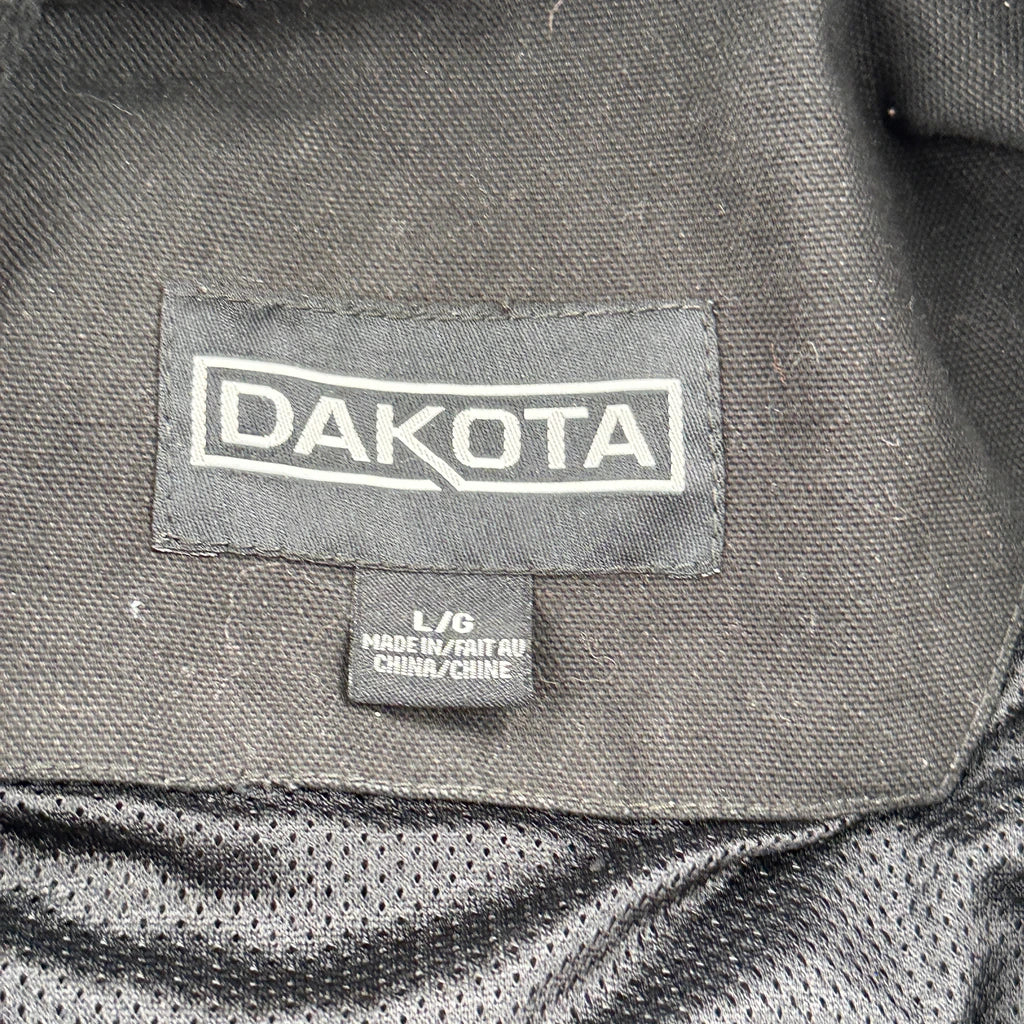 DAKOTA
L/G
MADE IN/FAIT AU
CHINA/CHINE